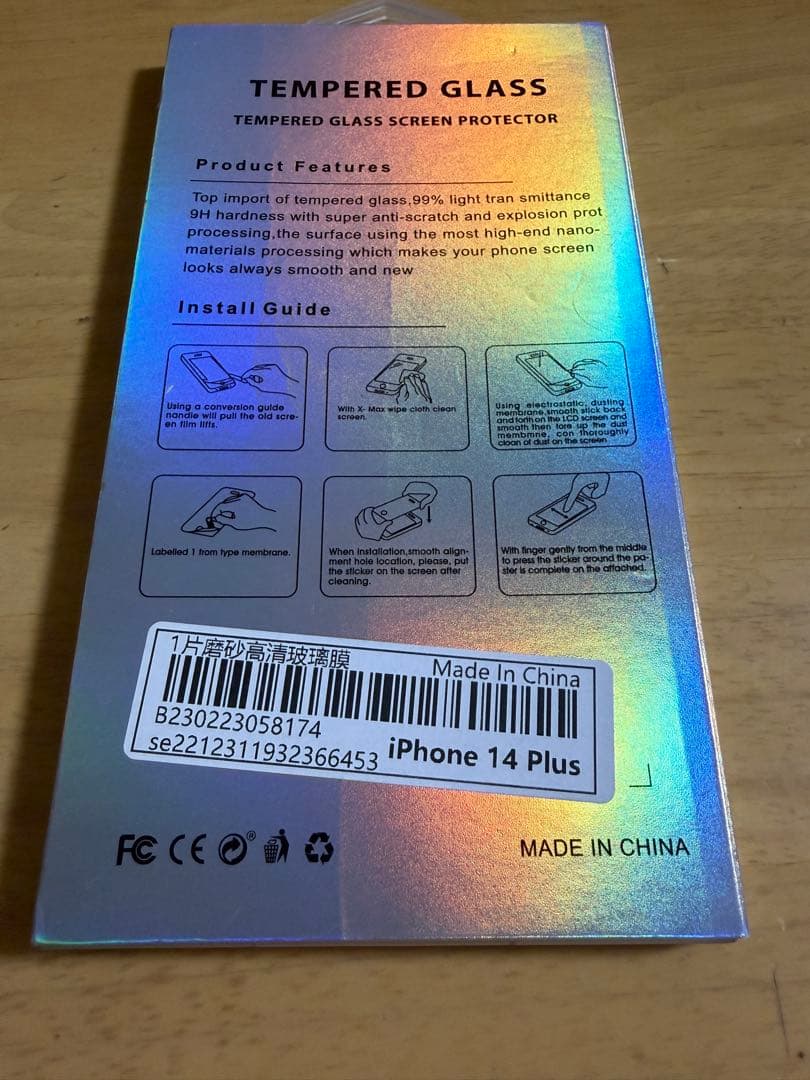 TEMPERED GLASS
TEMPERED GLASS SCREEN PROTECTOR
Product Features
Top import of tempered glass,99% light tran smittance
9H hardness with super anti-scratch and explosion prot
processing,the surface using the most high-end nano-
materials processing which makes your phone screen
looks always smooth and new
Install Guide
Using a conversion guide
nandle will pull the old scre-
en film lifts.
With X- Max wipe cloth clean
screen.
Using electrostatic, dusting
membrane,smooth stick back
and forth on the LCD screen and
smooth then tore up the dust
membmne, con thoroughly
clean of dust on the screen
Labelled 1 from type membrane.
When installation,smooth align-
ment hole location, please, put
the sticker on the screen after
cleaning.
With finger gently from the middle
to press the sticker around the pa-
ster is complete on the attached.
1片磨砂高清玻璃膜
Made In China
B230223058174
se2212311932366453
iPhone 14 Plus
FC CE ®
MADE IN CHINA